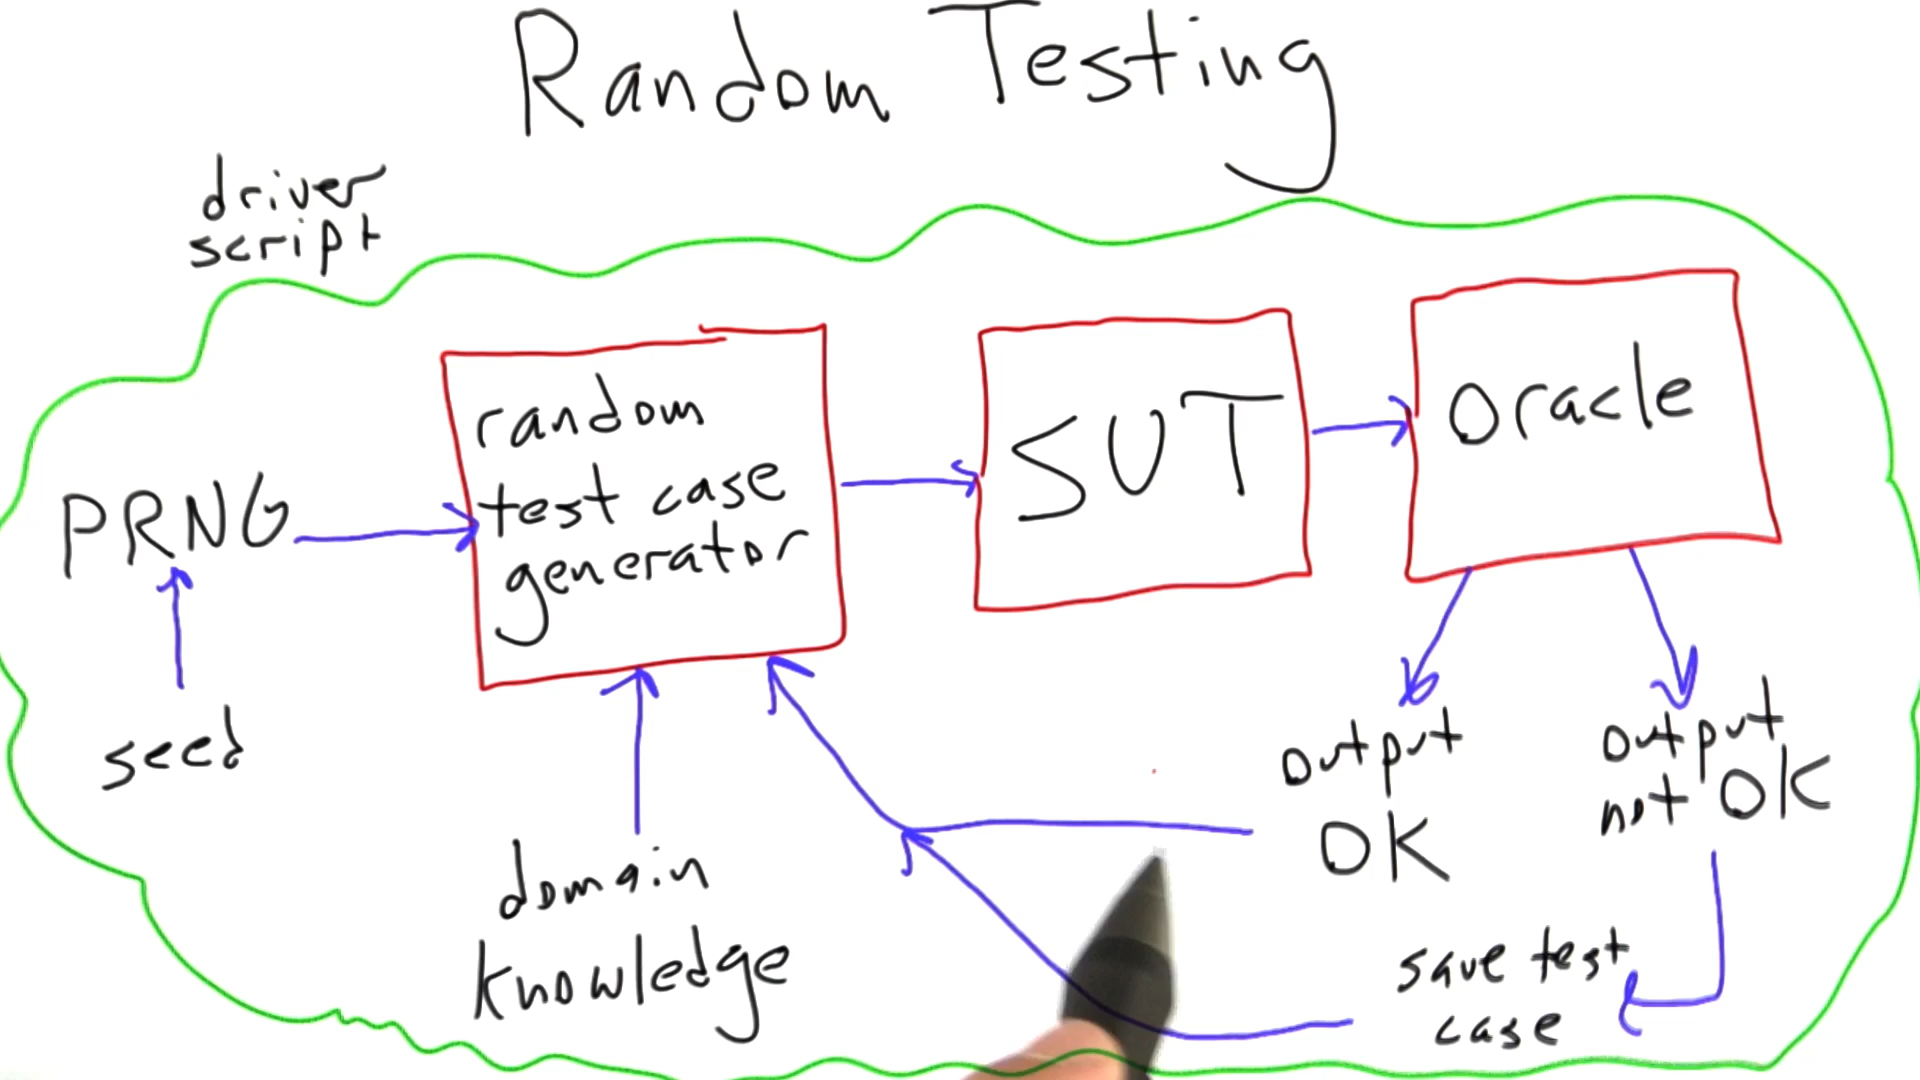 Random Testing
driver
script
random
test case
generator
SUT
oracle
PRNG
seed
domain
knowledge
output
OK
output
not OK
save test
case